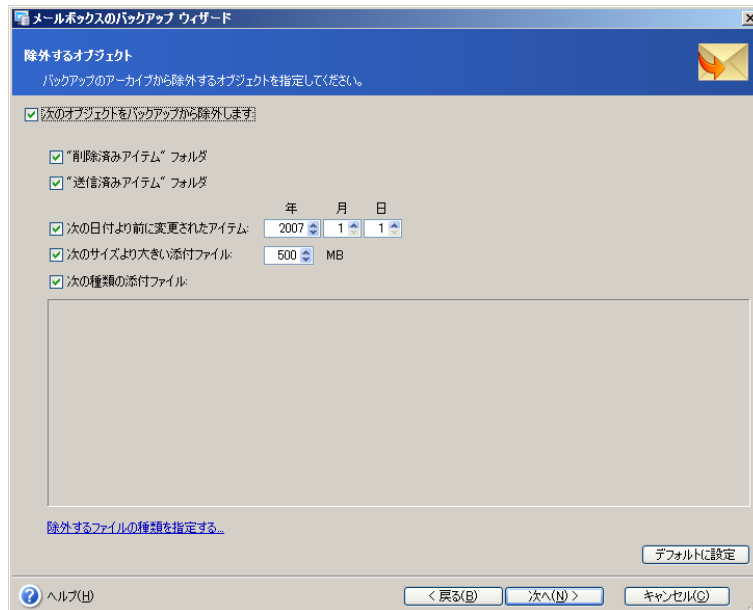 メールボックスのバックアップ ウィザード
除外するオブジェクト
バックアップのアーカイブから除外するオブジェクトを指定してください。
次のオブジェクトをバックアップから除外します:
"削除済みアイテム" フォルダ
"送信済みアイテム" フォルダ
年 月 日
次の日付より前に変更されたアイテム: 2007 1 1
次のサイズより大きい添付ファイル: 500 MB
次の種類の添付ファイル:
除外するファイルの種類を指定する...
デフォルトに設定
ヘルプ(H) < 戻る(B) 次へ(N) > キャンセル(C)